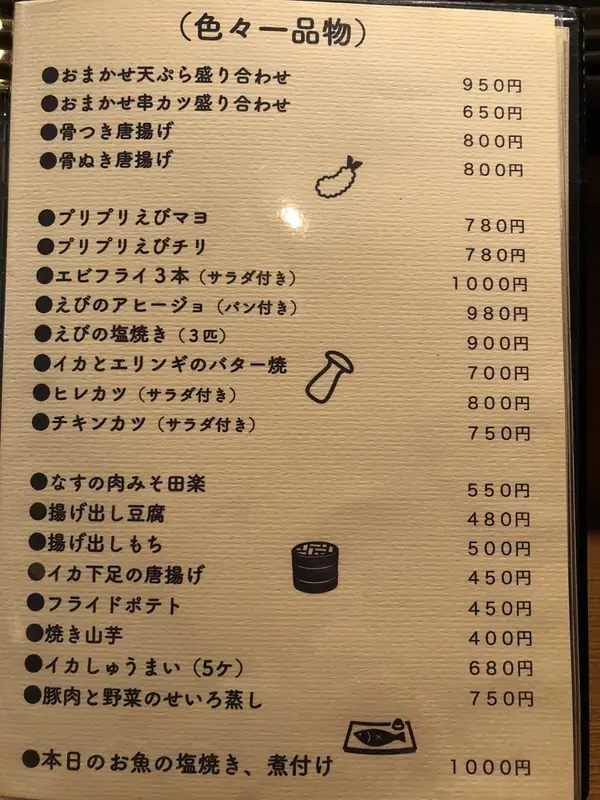 （色々一品物）
●おまかせ天ぷら盛り合わせ 950円
●おまかせ串カツ盛り合わせ 650円
●骨つき唐揚げ 800円
●骨ぬき唐揚げ 800円
●プリプリえびマヨ 780円
●プリプリえびチリ 780円
●エビフライ3本（サラダ付き） 1000円
●えびのアヒージョ（パン付き） 980円
●えびの塩焼き（3匹） 900円
●イカとエリンギのバター焼 700円
●ヒレカツ（サラダ付き） 800円
●チキンカツ（サラダ付き） 750円
●なすの肉みそ田楽 550円
●揚げ出し豆腐 480円
●揚げ出しもち 500円
●イカ下足の唐揚げ 450円
●フライドポテト 450円
●焼き山芋 400円
●イカしゅうまい（5ケ） 680円
●豚肉と野菜のせいろ蒸し 750円
●本日のお魚の塩焼き、煮付け 1000円